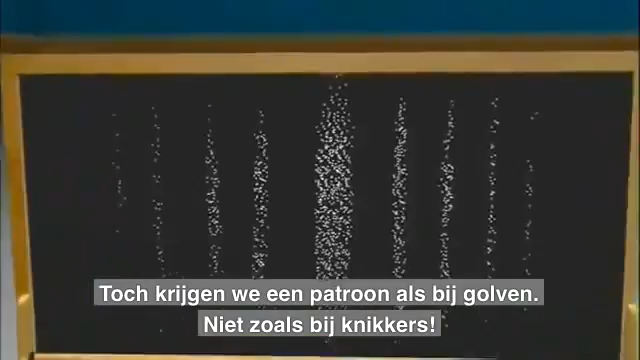 Toch krijgen we een patroon als bij golven.
Niet zoals bij knikkers!